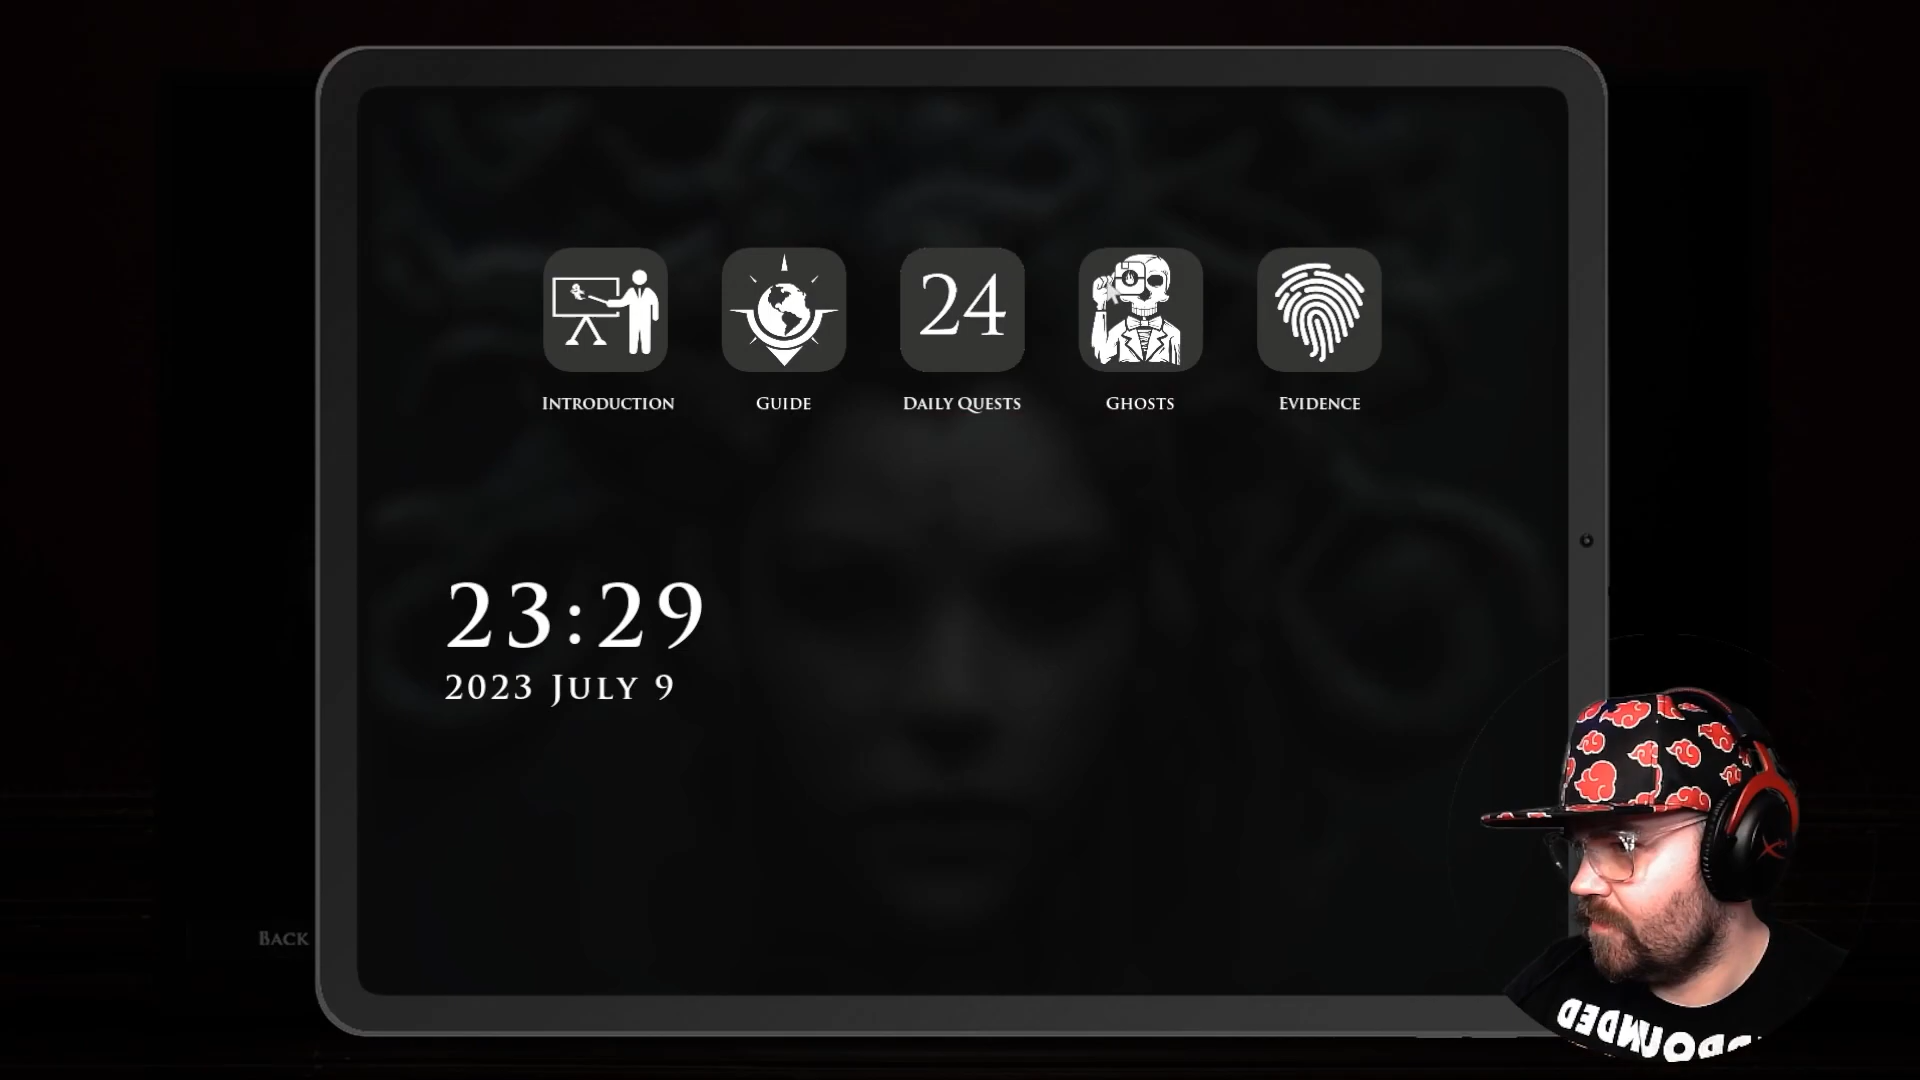 24
Introduction
Guide
Daily Quests
Ghosts
Evidence
23:29
2023 July 9
Back